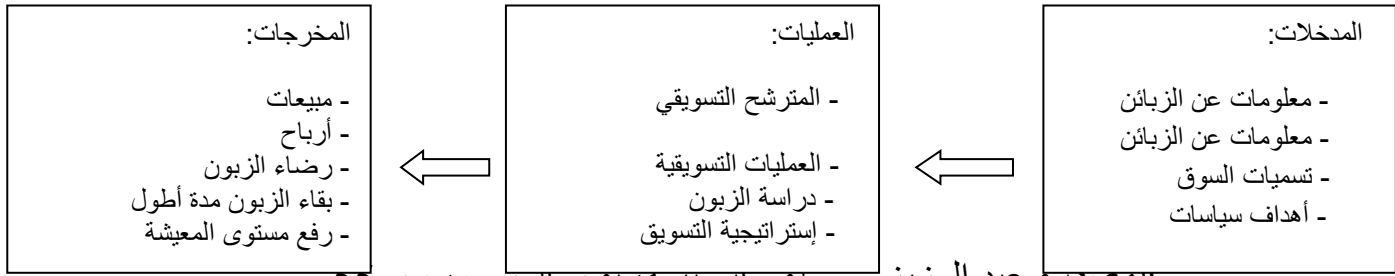 المدخلات:
- معلومات عن الزبائن
- معلومات عن الزبائن
- تسميات السوق
- أهداف سياسات
العمليات:
- المترشح التسويقي
- العمليات التسويقية
- دراسة الزبون
- إستراتيجية التسويق
المخرجات:
- مبيعات
- أرباح
- رضاء الزبون
- بقاء الزبون مدة أطول
- رفع مستوى المعيشة